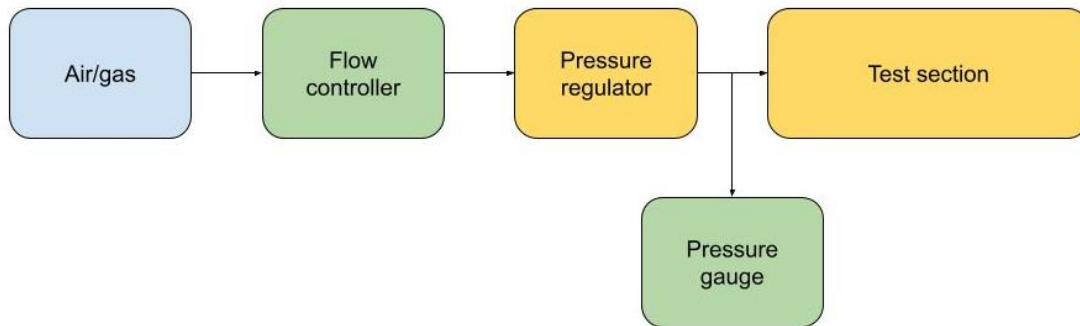 Air/gas
Flow
controller
Pressure
regulator
Test section
Pressure
gauge